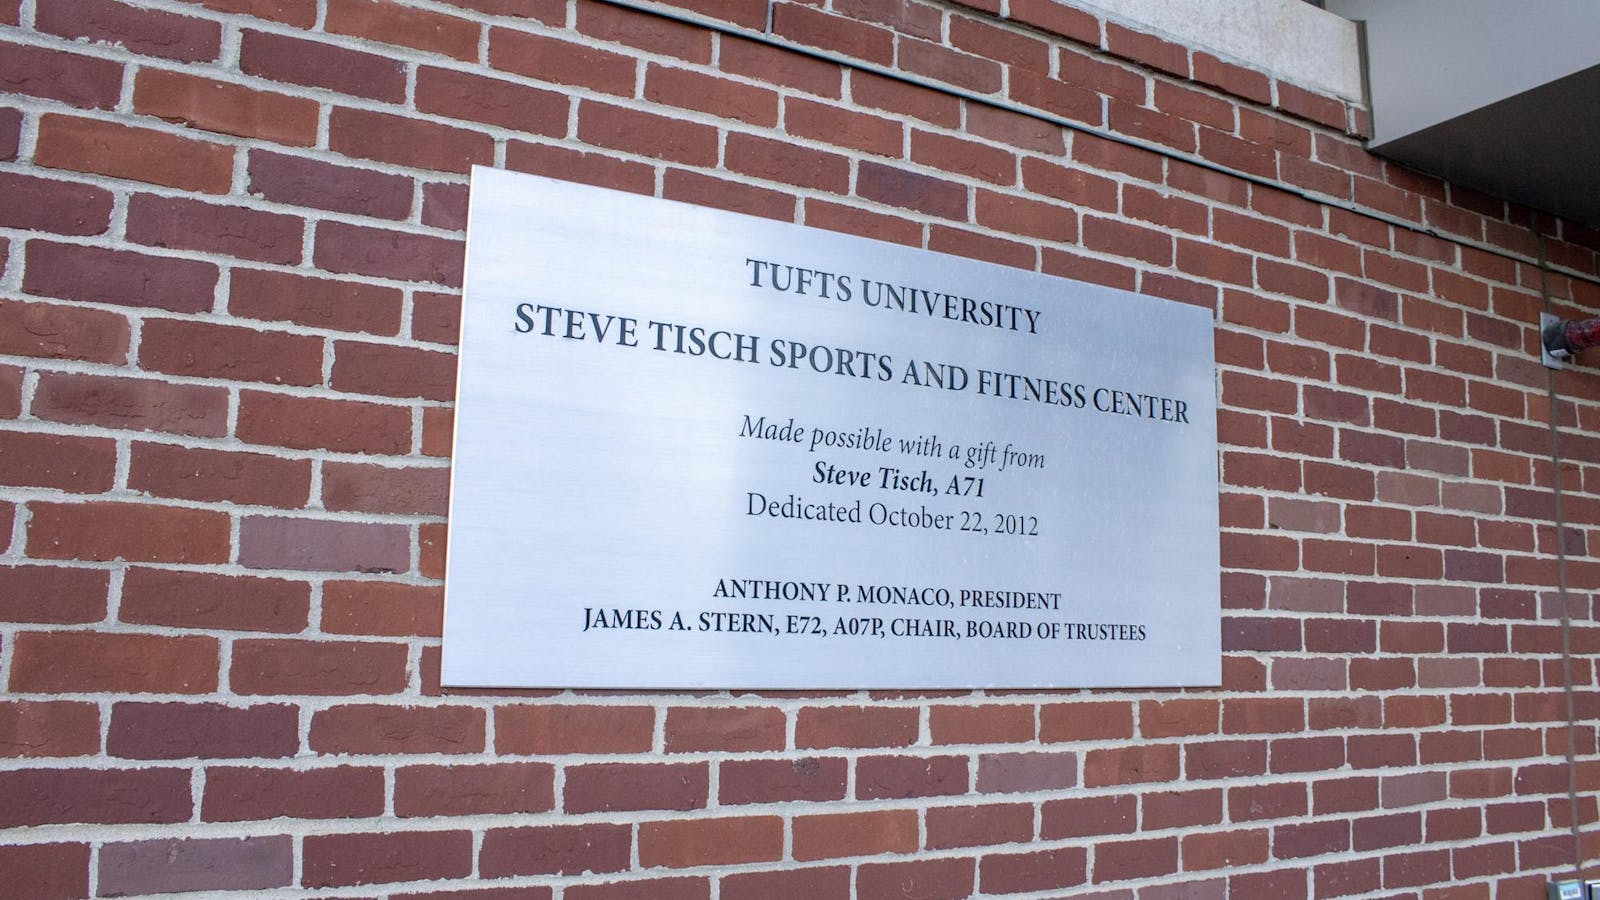 TUFTS UNIVERSITY
STEVE TISCH SPORTS AND FITNESS CENTER
Made possible with a gift from
Steve Tisch, A71
Dedicated October 22, 2012
ANTHONY P. MONACO, PRESIDENT
JAMES A. STERN, E72, A07P, CHAIR, BOARD OF TRUSTEES